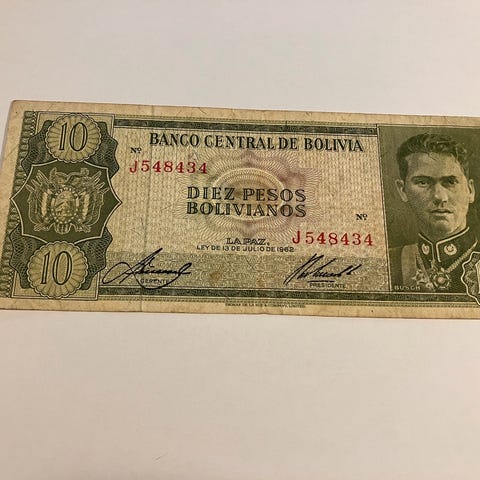 10
BANCO CENTRAL DE BOLIVIA
Nº
J548434
DIEZ PESOS
BOLIVIANOS
Nº
J548434
LA PAZ,
LEY DE 13 DE JULIO DE 1962
10
GERENTE
PRESIDENTE
BUSCH